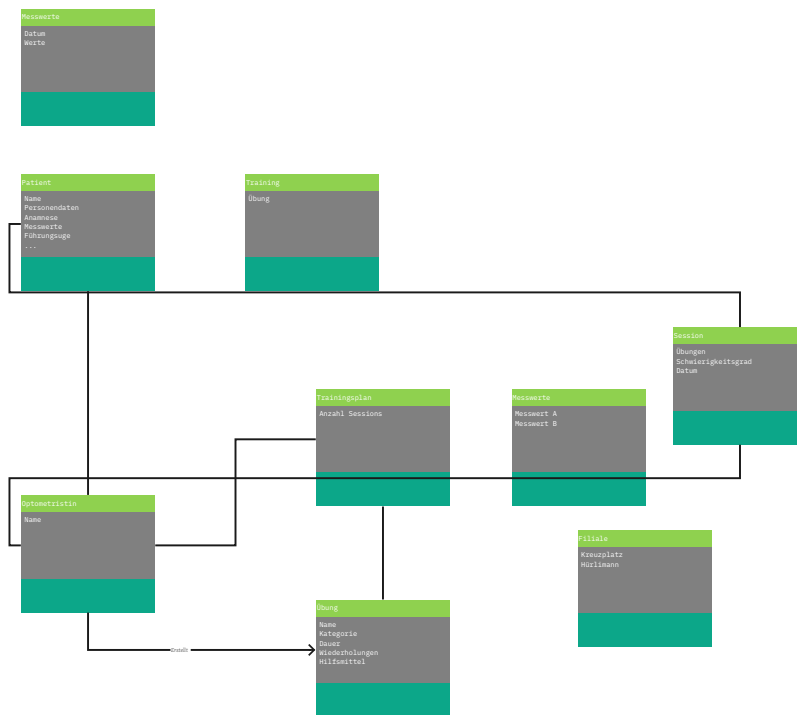 Messwerte
Datum
Werte
Patient
Name
Personendaten
Anamnese
Messwerte
Führungsuge
...
Training
Übung
Session
Übungen
Schwierigkeitsgrad
Datum
Trainingsplan
Anzahl Sessions
Messwerte
Messwert A
Messwert B
Optometristin
Name
Filiale
Kreuzplatz
Hürlimann
Übung
Name
Kategorie
Dauer
Wiederholungen
Hilfsmittel
Erstellt